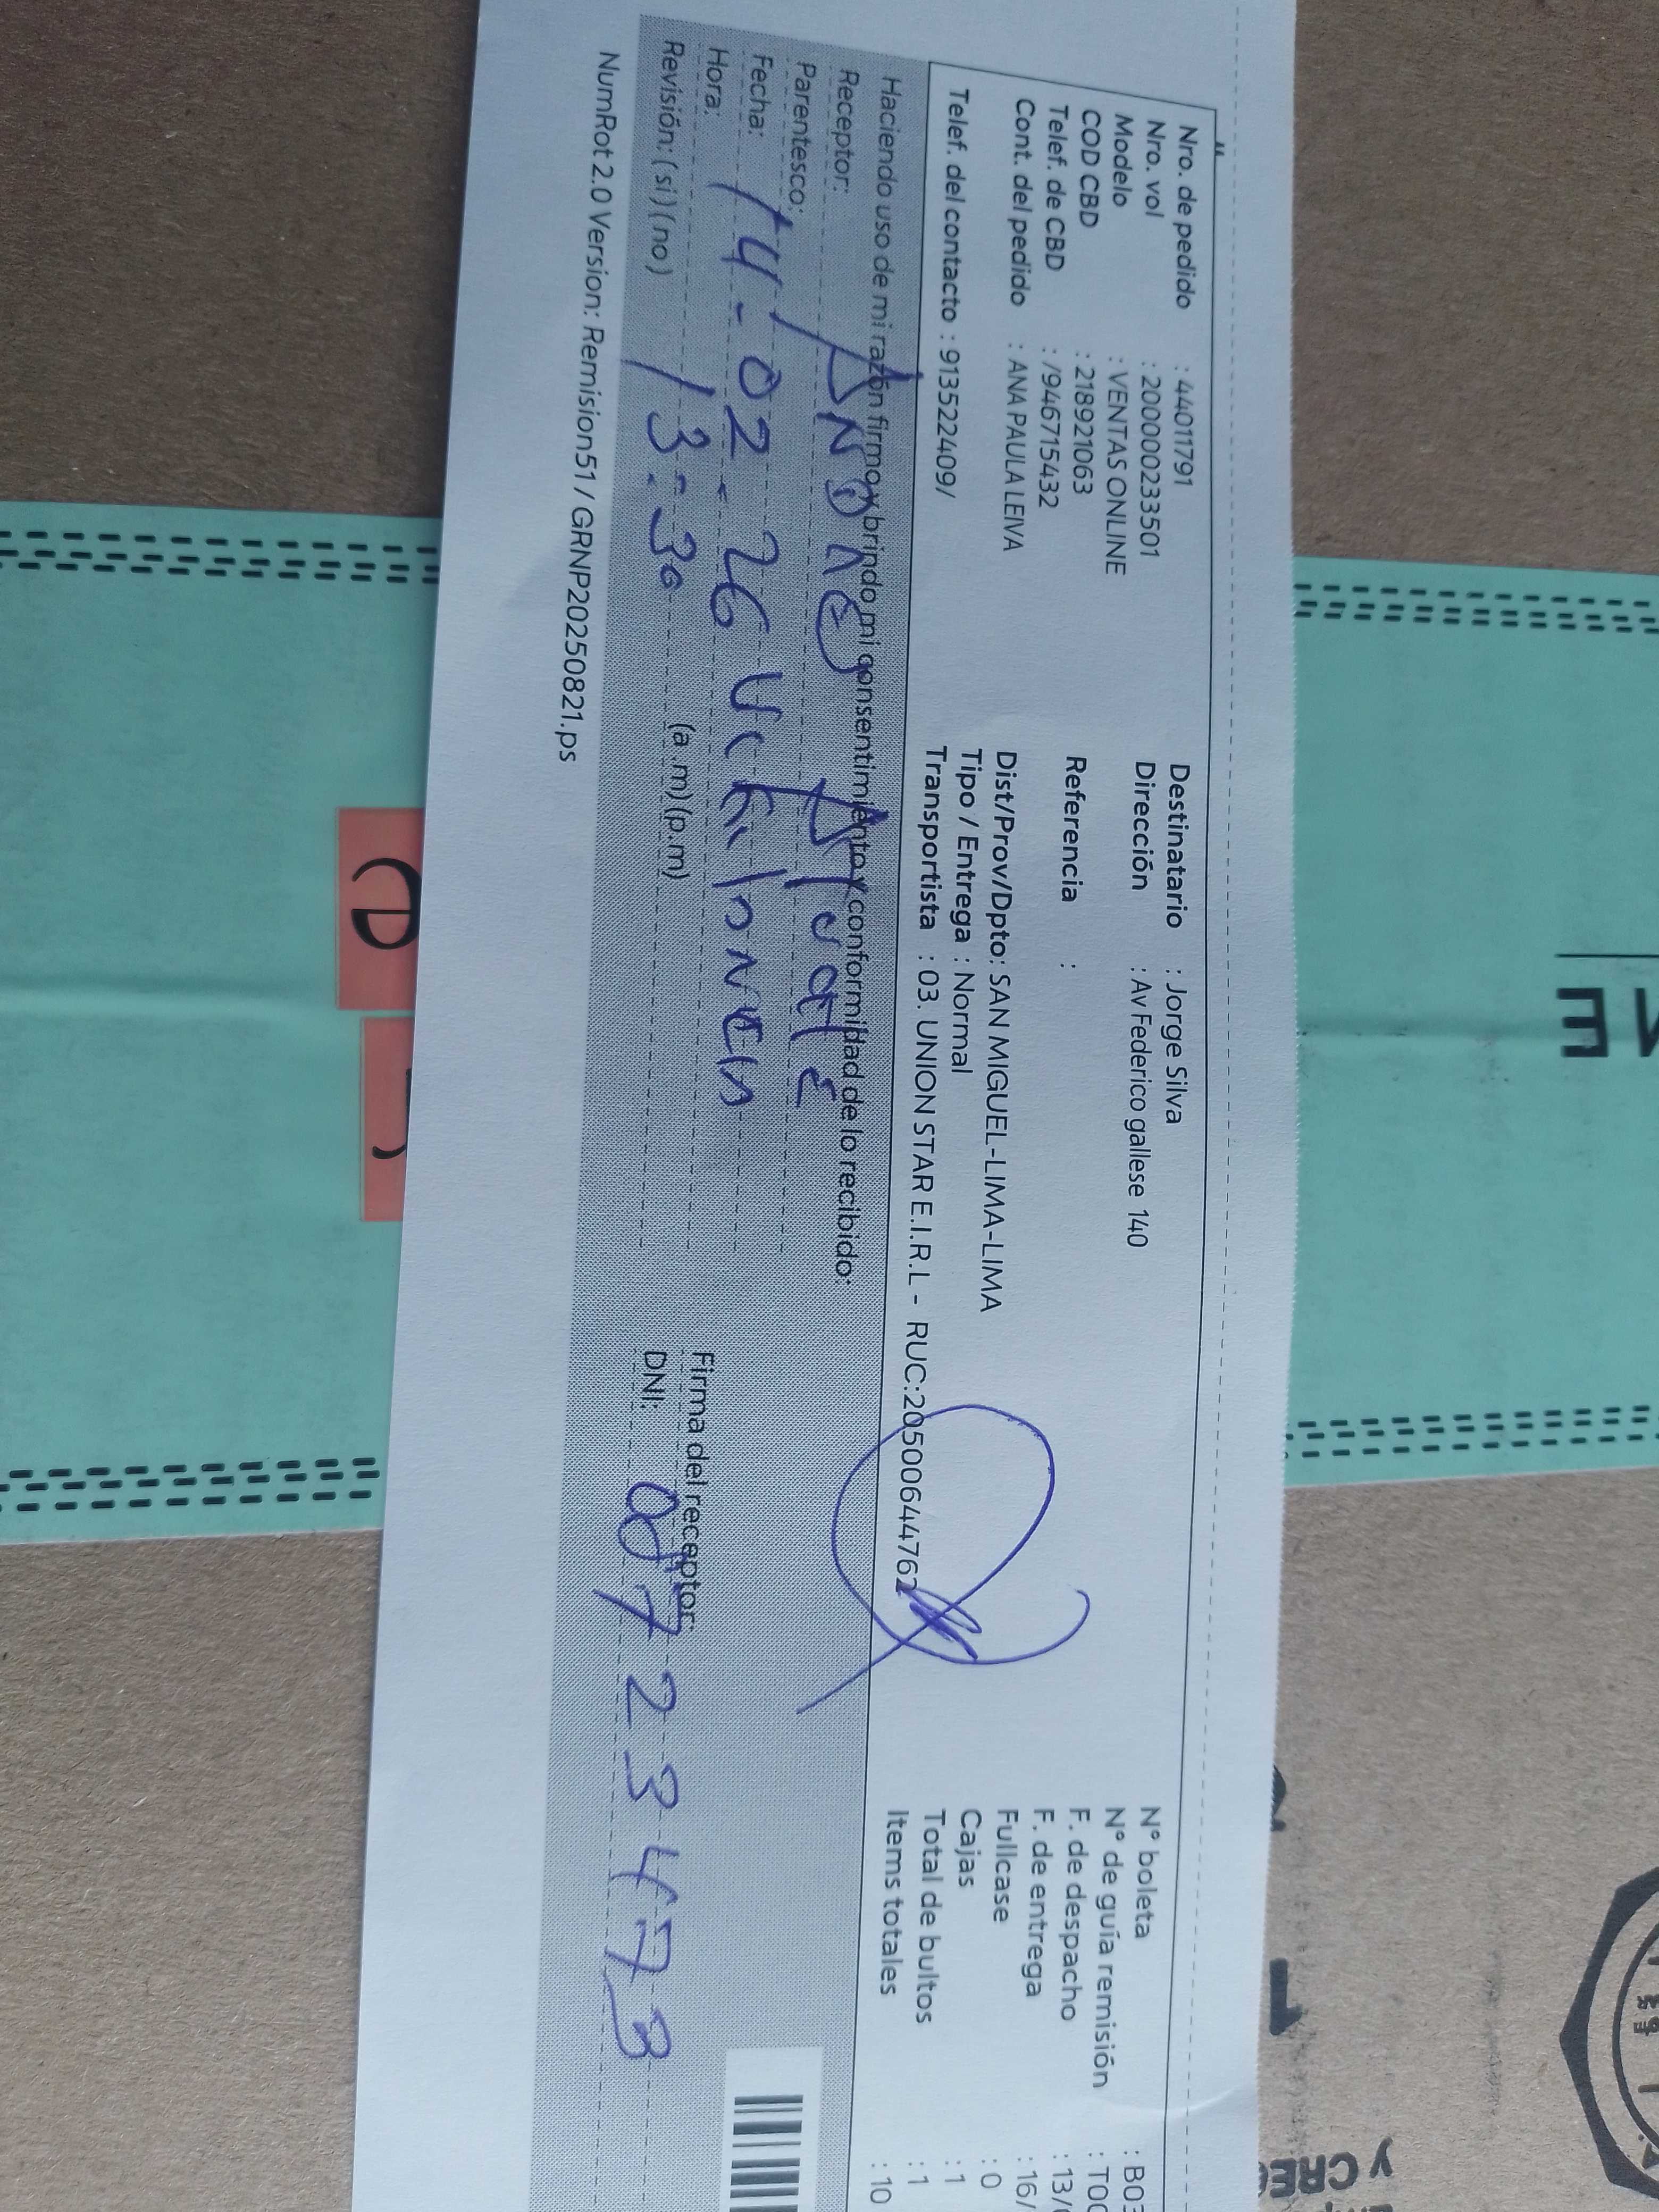 Nro. de pedido : 44011791
Nro. vol : 2000002333501
Modelo : VENTAS ONLINE
COD CBD : 218921063
Telef. de CBD : /946715432
Cont. del pedido : ANA PAULA LEIVA
Telef. del contacto : 913522409/
Destinatario : Jorge Silva
Dirección : Av Federico gallese 140
Referencia :
Dist/Prov/Dpto: SAN MIGUEL-LIMA-LIMA
Tipo / Entrega : Normal
Transportista : 03. UNION STAR E.I.R.L - RUC:20500644762
N° boleta : B03
N° de guía remisión : T00
F. de despacho : 13/
F. de entrega : 16/
Fullcase : 0
Cajas : 1
Total de bultos : 1
Items totales : 10
Haciendo uso de mi razón firmo y brindo mi consentimiento y conformidad de lo recibido:
Receptor:
Parentesco:
Fecha: 14-02-26
Hora: 13:30
Revisión: (si) (no) (a.m) (p.m)
Firma del receptor:
DNI:
NumRot 2.0 Version: Remision51 / GRNP20250821.ps
Y CREC